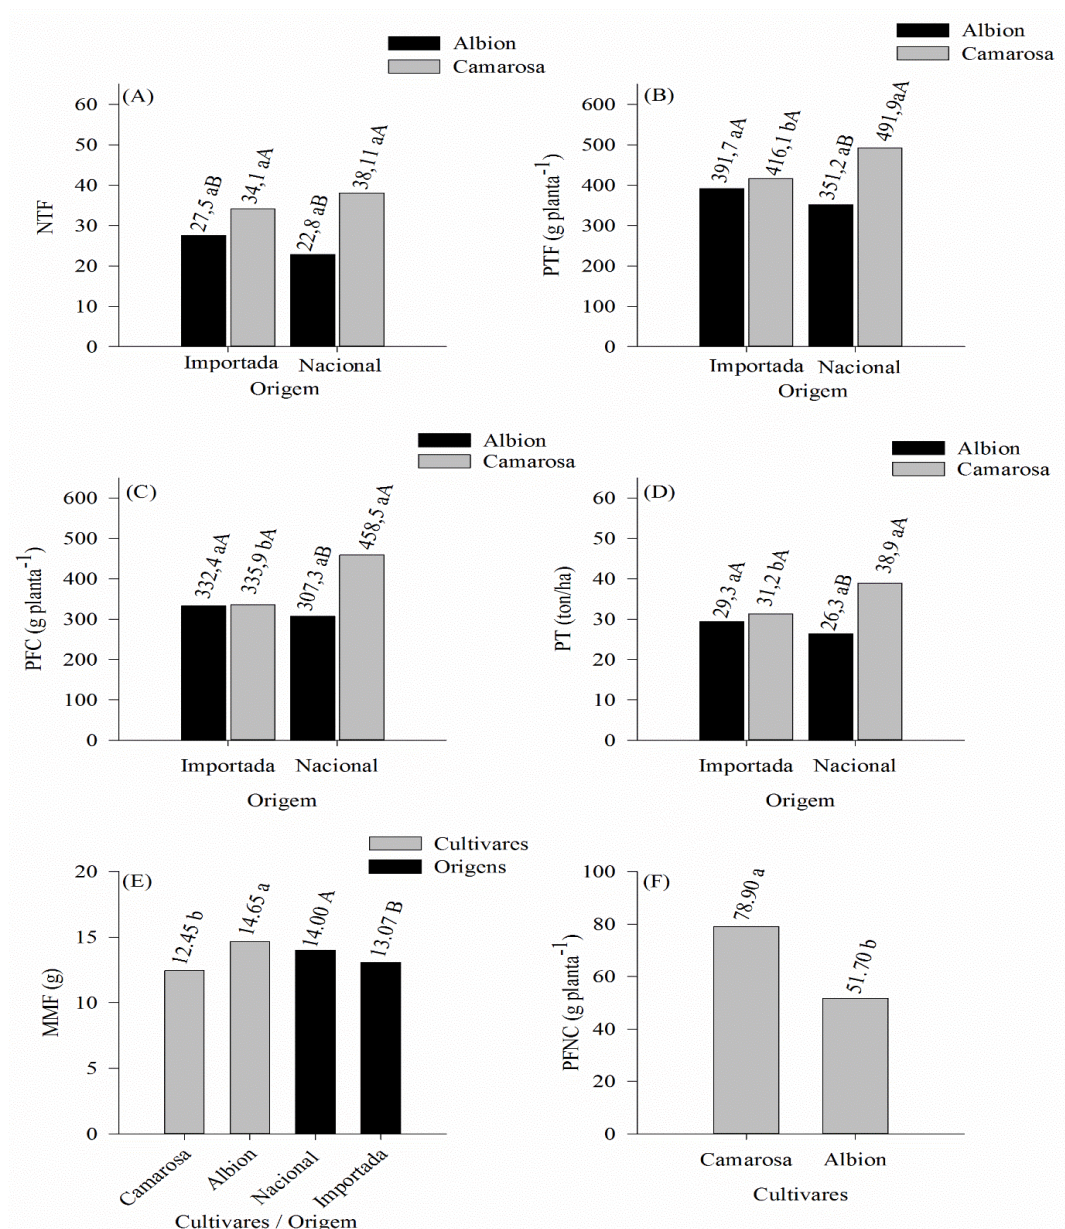 Albion
Camarosa
(A)
NTF
60
50
40
30
20
10
0
27,5 aB
34,1 aA
22,8 aB
38,11 aA
Importada
Nacional
Origem
Albion
Camarosa
(B)
PTF (g planta⁻¹)
600
500
400
300
200
100
0
391,7 aA
416,1 bA
351,2 aB
491,9aA
Importada
Nacional
Origem
Albion
Camarosa
(C)
PFC (g planta⁻¹)
600
500
400
300
200
100
0
332,4 aA
335,9 bA
307,3 aB
458,5 aA
Importada
Nacional
Origem
Albion
Camarosa
(D)
PT (ton/ha)
60
50
40
30
20
10
0
29,3 aA
31,2 bA
26,3 aB
38,9 aA
Importada
Nacional
Origem
Cultivares
Origens
(E)
MMF (g)
20
15
10
5
0
12.45 b
14.65 a
14.00 A
13.07 B
Camarosa
Albion
Nacional
Importada
Cultivares / Origem
(F)
PFNC (g planta⁻¹)
100
80
60
40
20
0
78.90 a
51.70 b
Camarosa
Albion
Cultivares